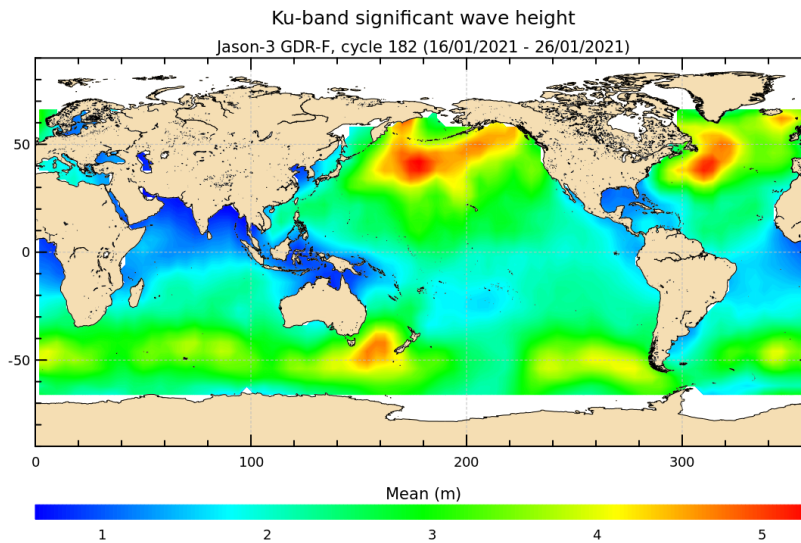 Ku-band significant wave height
Jason-3 GDR-F, cycle 182 (16/01/2021 - 26/01/2021)
50
0
-50
0 100 200 300
Mean (m)
1 2 3 4 5